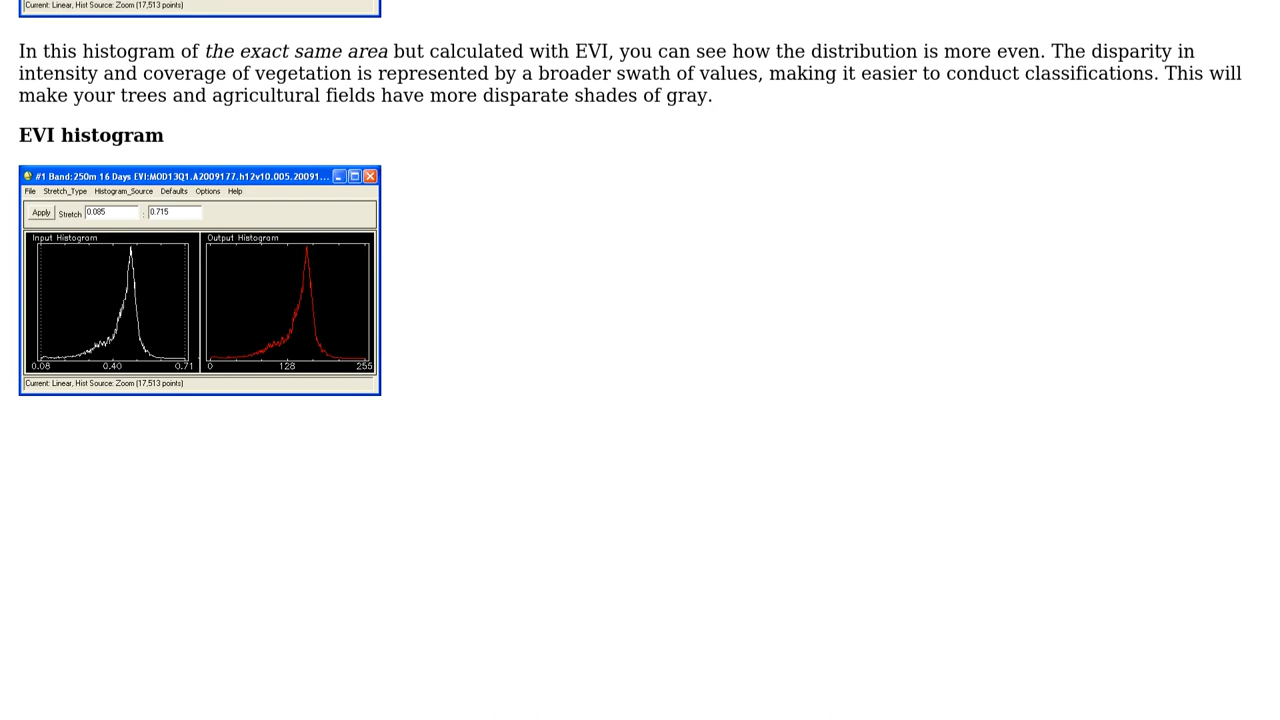 Current: Linear, Hist Source: Zoom (17,513 points)
In this histogram of the exact same area but calculated with EVI, you can see how the distribution is more even. The disparity in
intensity and coverage of vegetation is represented by a broader swath of values, making it easier to conduct classifications. This will
make your trees and agricultural fields have more disparate shades of gray.
EVI histogram
#1 Band:250m 16 Days EVI:MOD13Q1.A2009177.h12v10.005.20091...
File Stretch_Type Histogram_Source Defaults Options Help
Apply Stretch 0.085 : 0.715
Input Histogram Output Histogram
0.08 0.40 0.71 0 128 255
Current: Linear, Hist Source: Zoom (17,513 points)